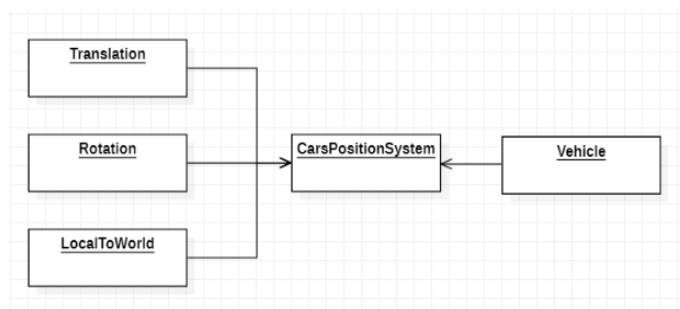 Translation
Rotation
CarsPositionSystem
Vehicle
LocalToWorld